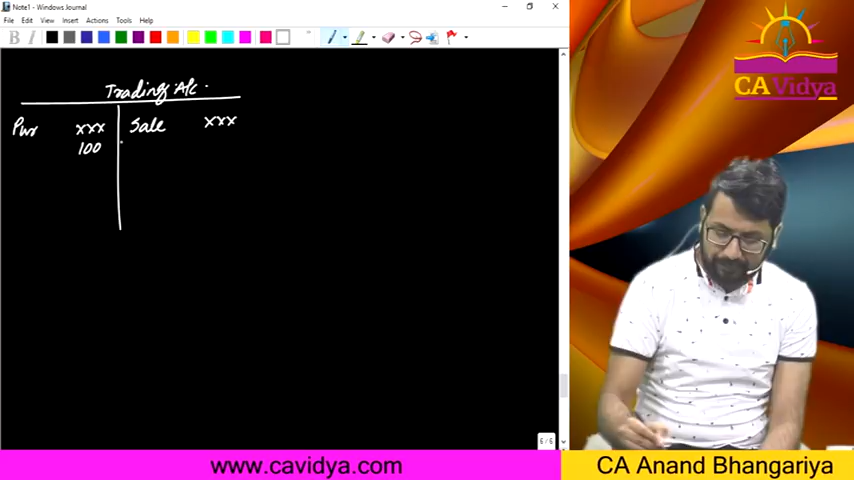 Note1 - Windows Journal
File Edit View Insert Actions Tools Help
B I
Trading A/c.
Pur xxx Sale xxx
100
6 / 6
CA Vidya
www.cavidya.com
CA Anand Bhangariya